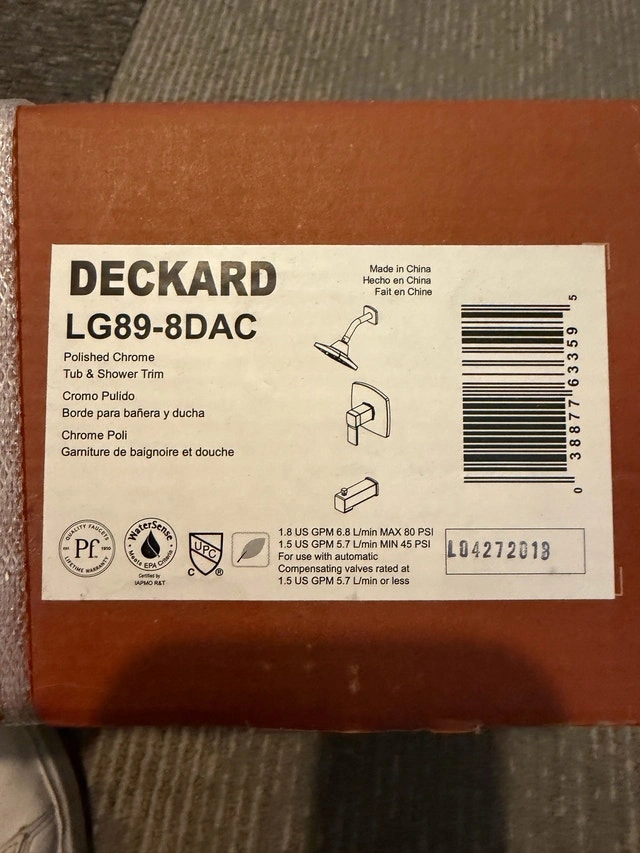 DECKARD
LG89-8DAC
Polished Chrome
Tub & Shower Trim
Cromo Pulido
Borde para bañera y ducha
Chrome Poli
Garniture de baignoire et douche
Made in China
Hecho en China
Fait en Chine
0 38877 63359 5
QUALITY FAUCETS
EST. 1910
Pf
LIFETIME WARRANTY
WaterSense
Meets EPA Criteria
Certified by
IAPMO R&T
UPC
C ®
1.8 US GPM 6.8 L/min MAX 80 PSI
1.5 US GPM 5.7 L/min MIN 45 PSI
For use with automatic
Compensating valves rated at
1.5 US GPM 5.7 L/min or less
L04272018